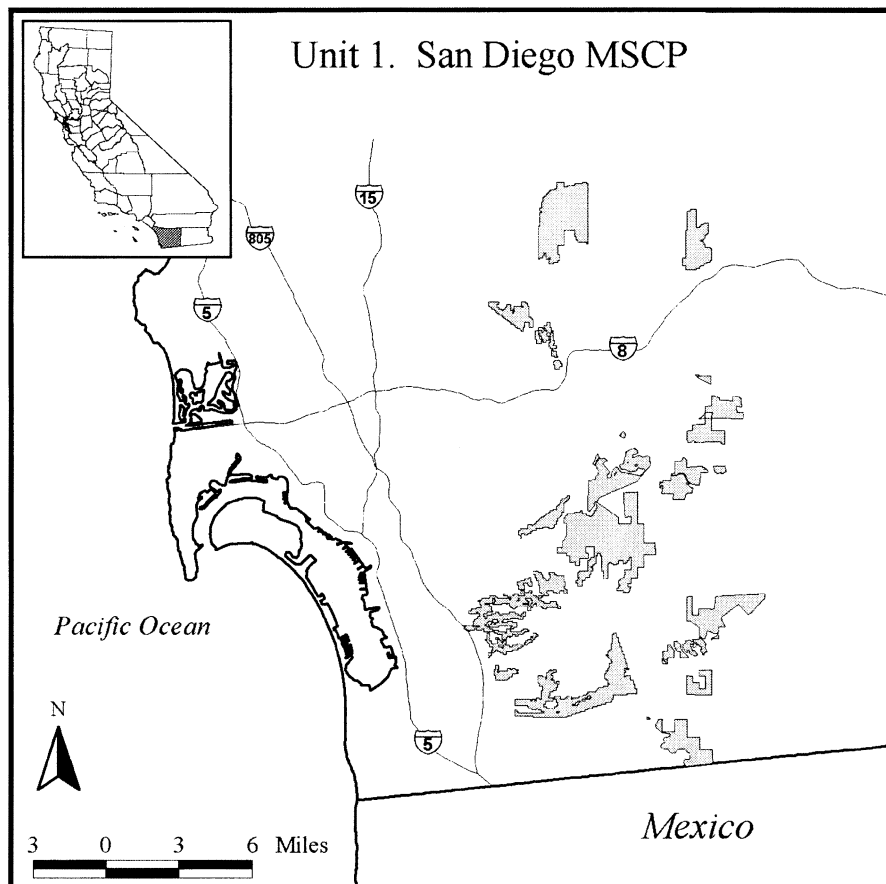 Unit 1. San Diego MSCP
15
805
5
8
Pacific Ocean
N
5
Mexico
3 0 3 6 Miles